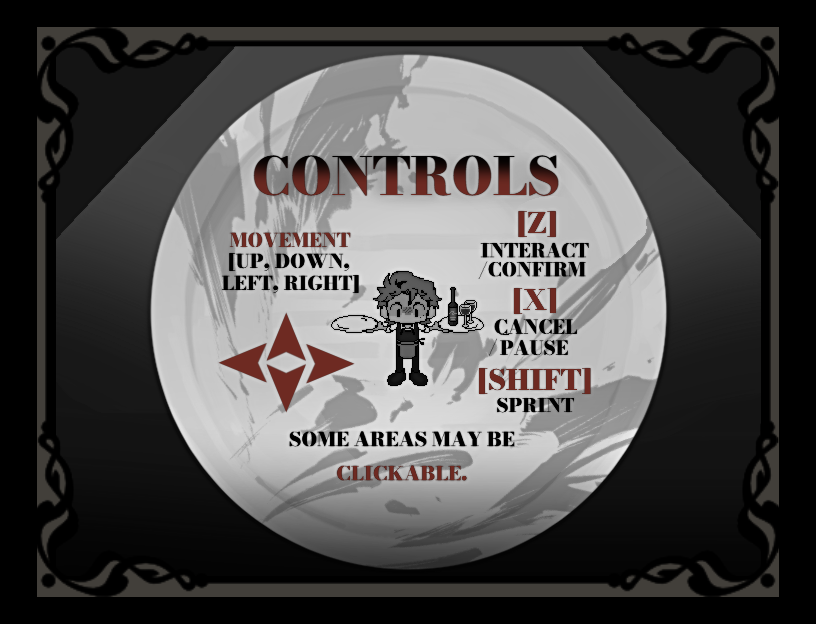 CONTROLS
MOVEMENT
[UP, DOWN,
LEFT, RIGHT]
[Z]
INTERACT
/CONFIRM
[X]
CANCEL
/PAUSE
[SHIFT]
SPRINT
SOME AREAS MAY BE
CLICKABLE.